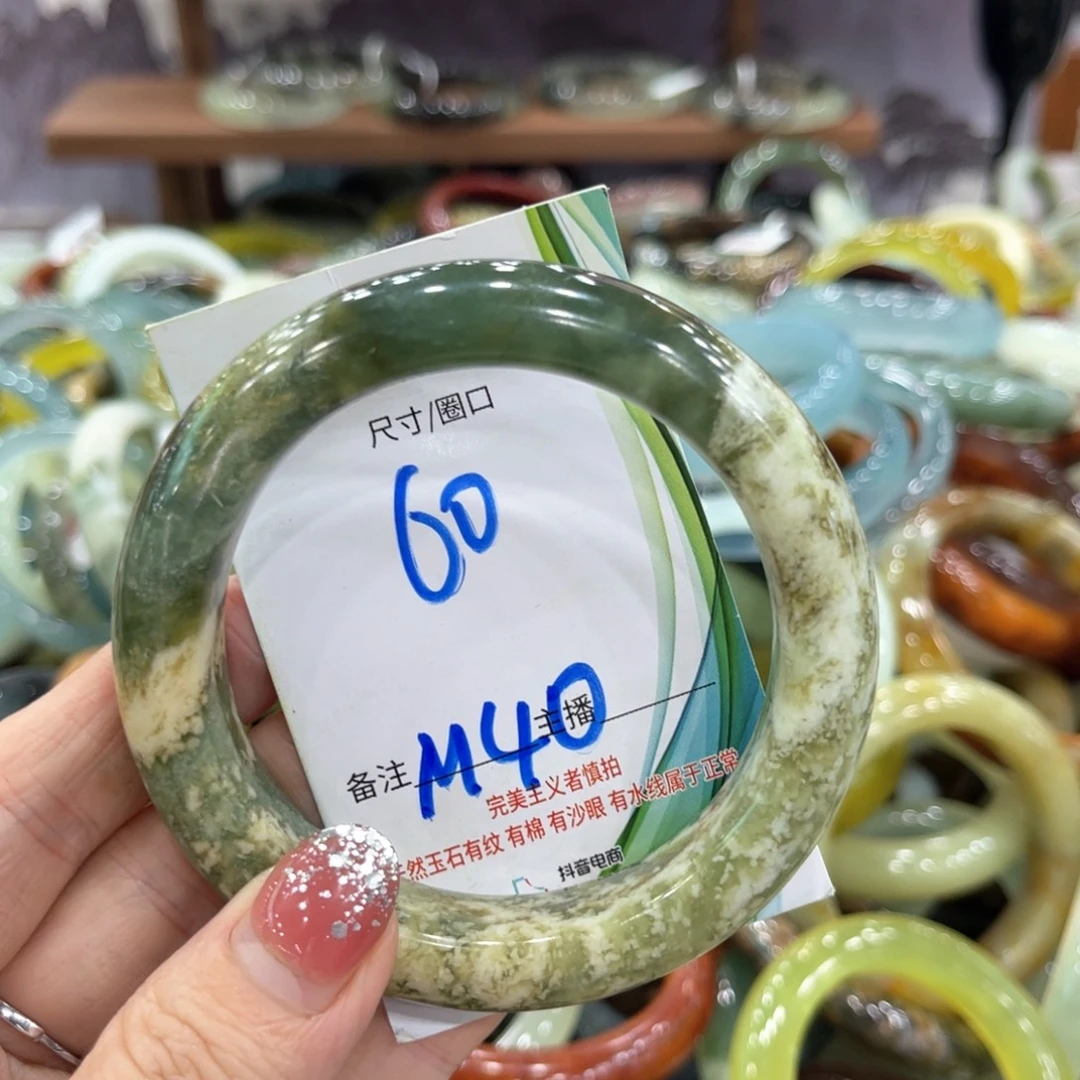 尺寸/圈口
60
备注 M40 主播
完美主义者慎拍
然玉石有纹 有棉 有沙眼 有水线属于正常
抖音电商